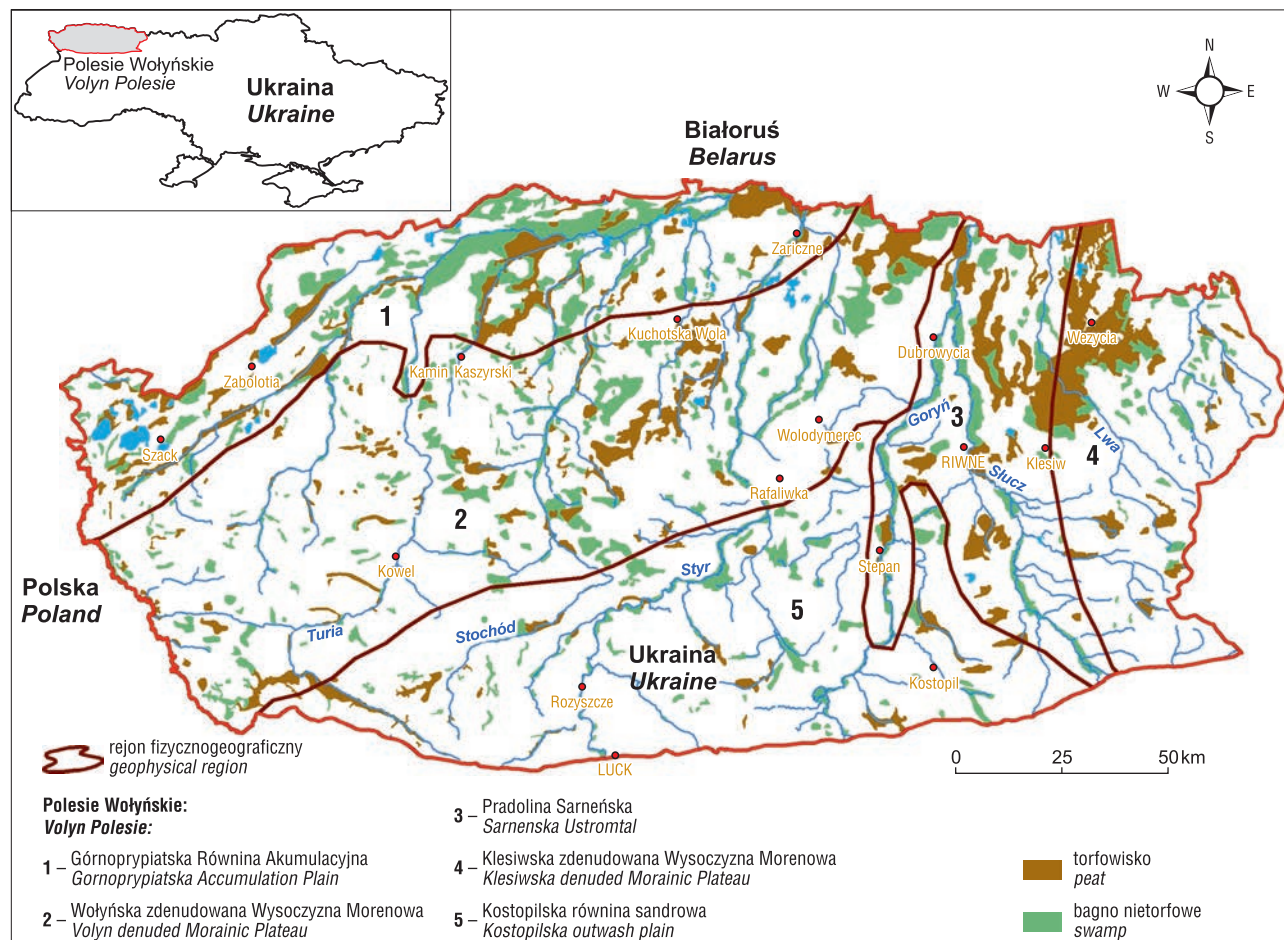 Polesie Wołyńskie
Volyn Polesie
Ukraina
Ukraine
N
W
E
S
Białoruś
Belarus
Zariczne
1
Kuchotska Wola
Wezycia
Dubrowycia
Zabolotia
Kamin Kaszyrski
Goryń
3
Wolodymerec
Lwa
Szack
RIWNE
Klesiw
4
Słucz
Rafaliwka
2
Kowel
Styr
Stepan
Polska
Poland
5
Turia
Stochód
Ukraina
Ukraine
Kostopil
Rozyszcze
LUCK
rejon fizycznogeograficzny
geophysical region
0 25 50 km
Polesie Wołyńskie:
Volyn Polesie:
1 – Górnoprypiatska Równina Akumulacyjna
Gornoprypiatska Accumulation Plain
2 – Wołyńska zdenudowana Wysoczyzna Morenowa
Volyn denuded Morainic Plateau
3 – Pradolina Sarneńska
Sarnenska Ustromtal
4 – Klesiwska zdenudowana Wysoczyzna Morenowa
Klesiwska denuded Morainic Plateau
5 – Kostopilska równina sandrowa
Kostopilska outwash plain
torfowisko
peat
bagno nietorfowe
swamp